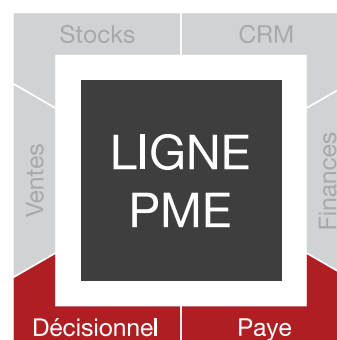 Stocks
CRM
Ventes
LIGNE
PME
Finances
Décisionnel
Paye